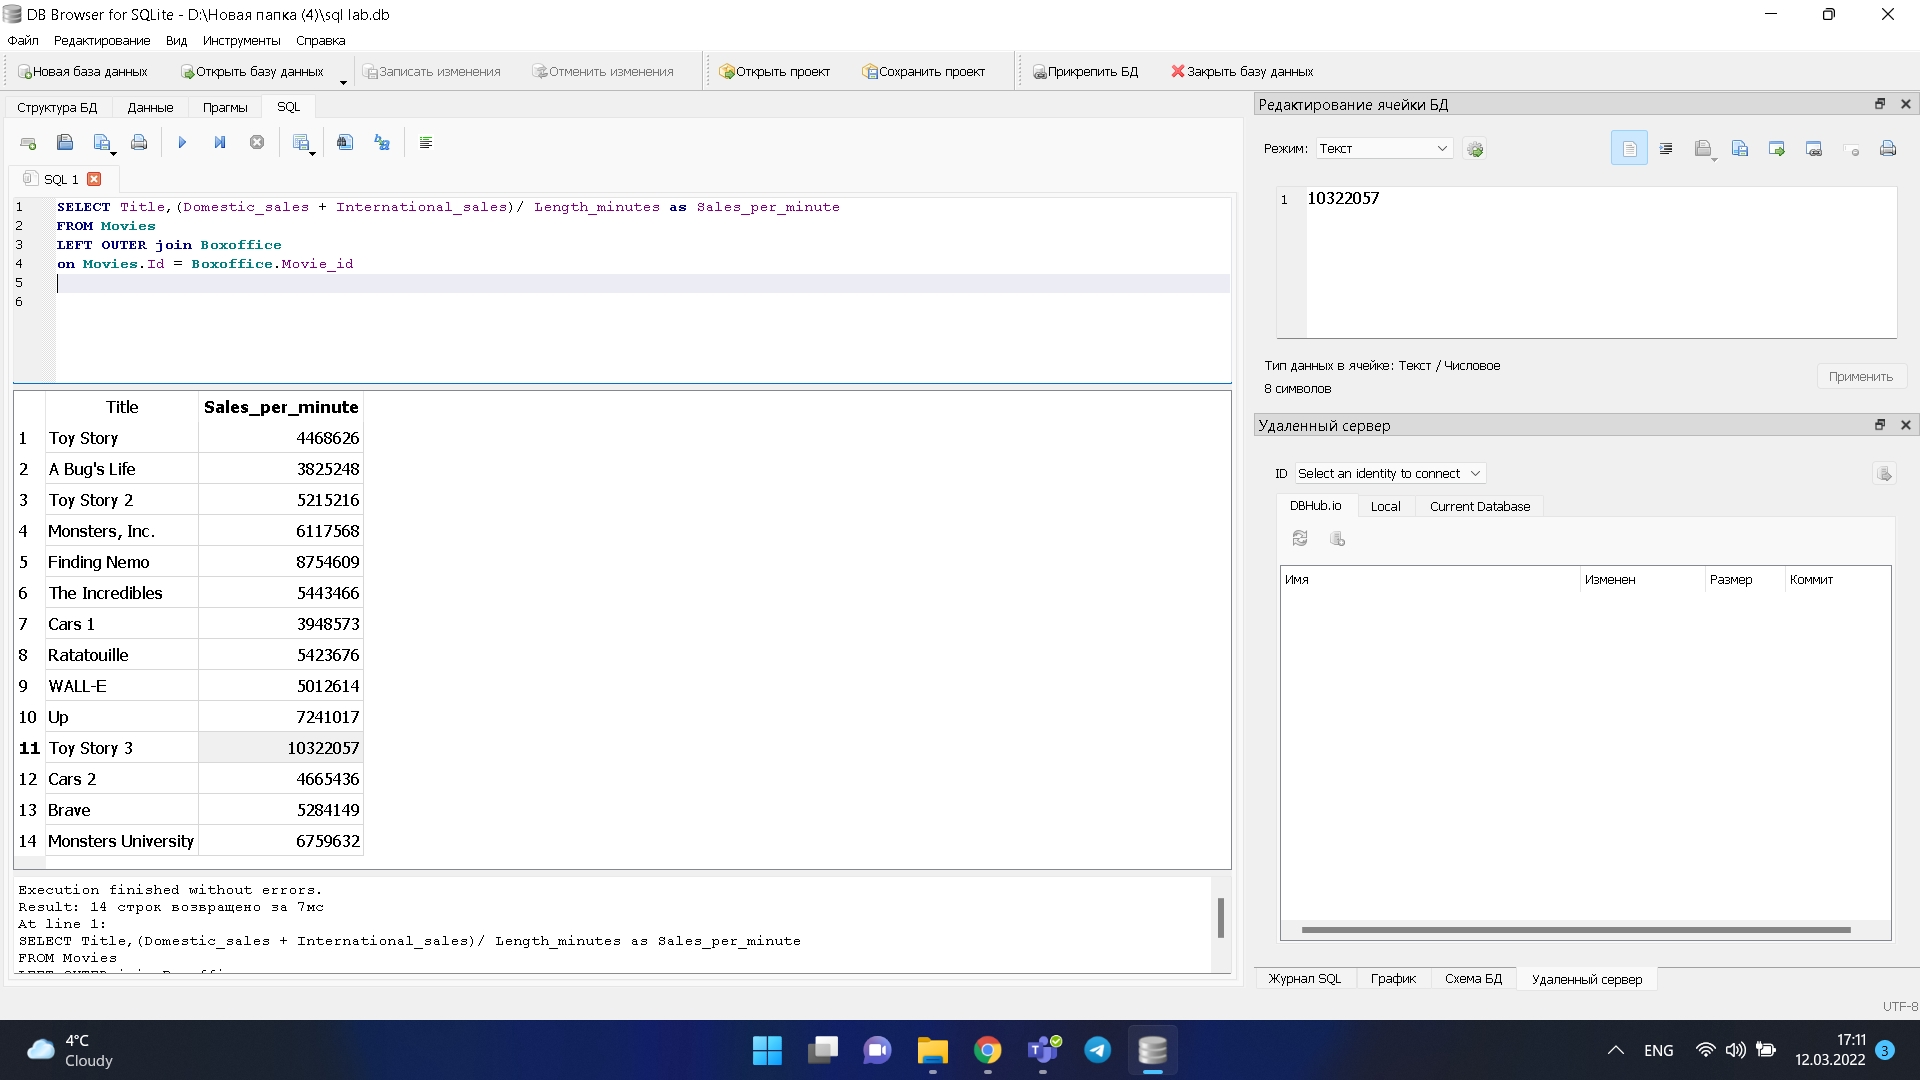 DB Browser for SQLite - D:\Новая папка (4)\sql lab.db
Файл Редактирование Вид Инструменты Справка
Новая база данных Открыть базу данных Записать изменения Отменить изменения Открыть проект Сохранить проект Прикрепить БД Закрыть базу данных
Структура БД Данные Прагмы SQL
SQL 1
1 SELECT Title,(Domestic_sales + International_sales)/ Length_minutes as Sales_per_minute
2 FROM Movies
3 LEFT OUTER join Boxoffice
4 on Movies.Id = Boxoffice.Movie_id
5
6
Title Sales_per_minute
1 Toy Story 4468626
2 A Bug's Life 3825248
3 Toy Story 2 5215216
4 Monsters, Inc. 6117568
5 Finding Nemo 8754609
6 The Incredibles 5443466
7 Cars 1 3948573
8 Ratatouille 5423676
9 WALL-E 5012614
10 Up 7241017
11 Toy Story 3 10322057
12 Cars 2 4665436
13 Brave 5284149
14 Monsters University 6759632
Execution finished without errors.
Result: 14 строк возвращено за 7мс
At line 1:
SELECT Title,(Domestic_sales + International_sales)/ Length_minutes as Sales_per_minute
FROM Movies
Редактирование ячейки БД
Режим: Текст
1 10322057
Тип данных в ячейке: Текст / Числовое
8 символов
Применить
Удаленный сервер
ID Select an identity to connect
DBHub.io Local Current Database
Имя Изменен Размер Коммит
Журнал SQL График Схема БД Удаленный сервер
UTF-8
4°C
Cloudy
ENG
17:11
12.03.2022
3